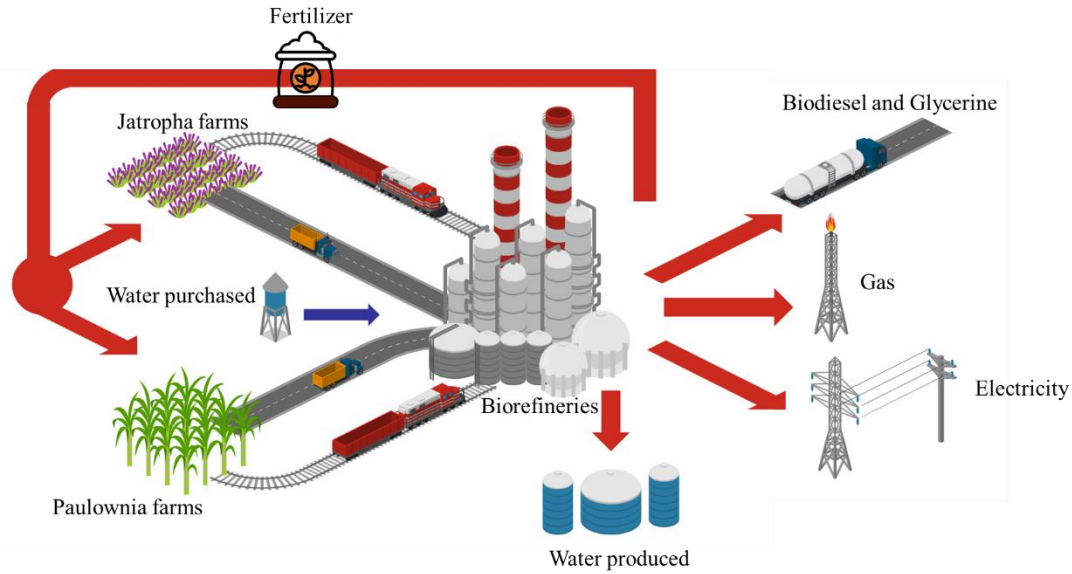 Fertilizer
Biodiesel and Glycerine
Jatropha farms
Gas
Water purchased
Electricity
Biorefineries
Paulownia farms
Water produced